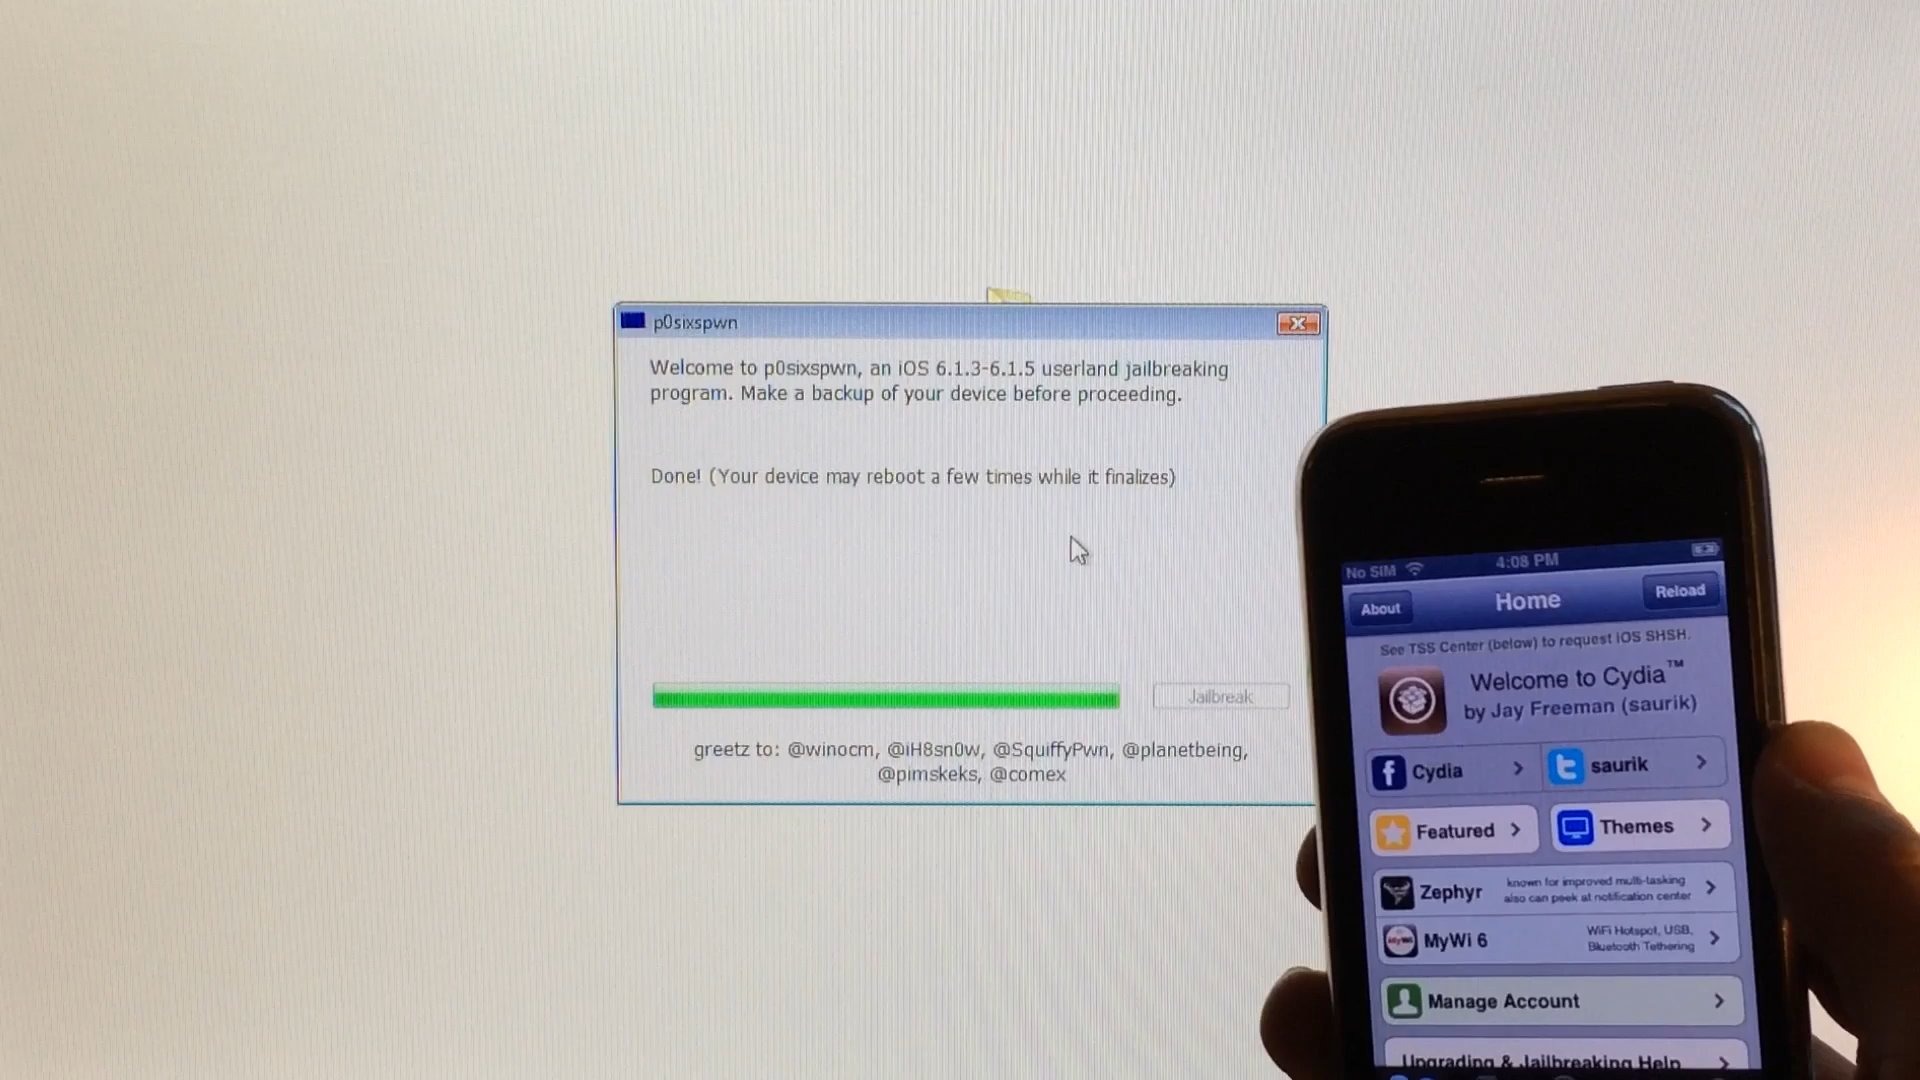 p0sixspwn
Welcome to p0sixspwn, an iOS 6.1.3-6.1.5 userland jailbreaking
program. Make a backup of your device before proceeding.
Done! (Your device may reboot a few times while it finalizes)
Jailbreak
greetz to: @winocm, @iH8sn0w, @SquiffyPwn, @planetbeing,
@pimskeks, @comex
No SIM 4:08 PM
About Home Reload
See TSS Center (below) to request iOS SHSH.
Welcome to Cydia™
by Jay Freeman (saurik)
Cydia saurik
Featured Themes
Zephyr known for improved multi-tasking
also can peek at notification center
MyWi 6 WiFi Hotspot, USB,
Bluetooth Tethering
Manage Account
Upgrading & Jailbreaking Help